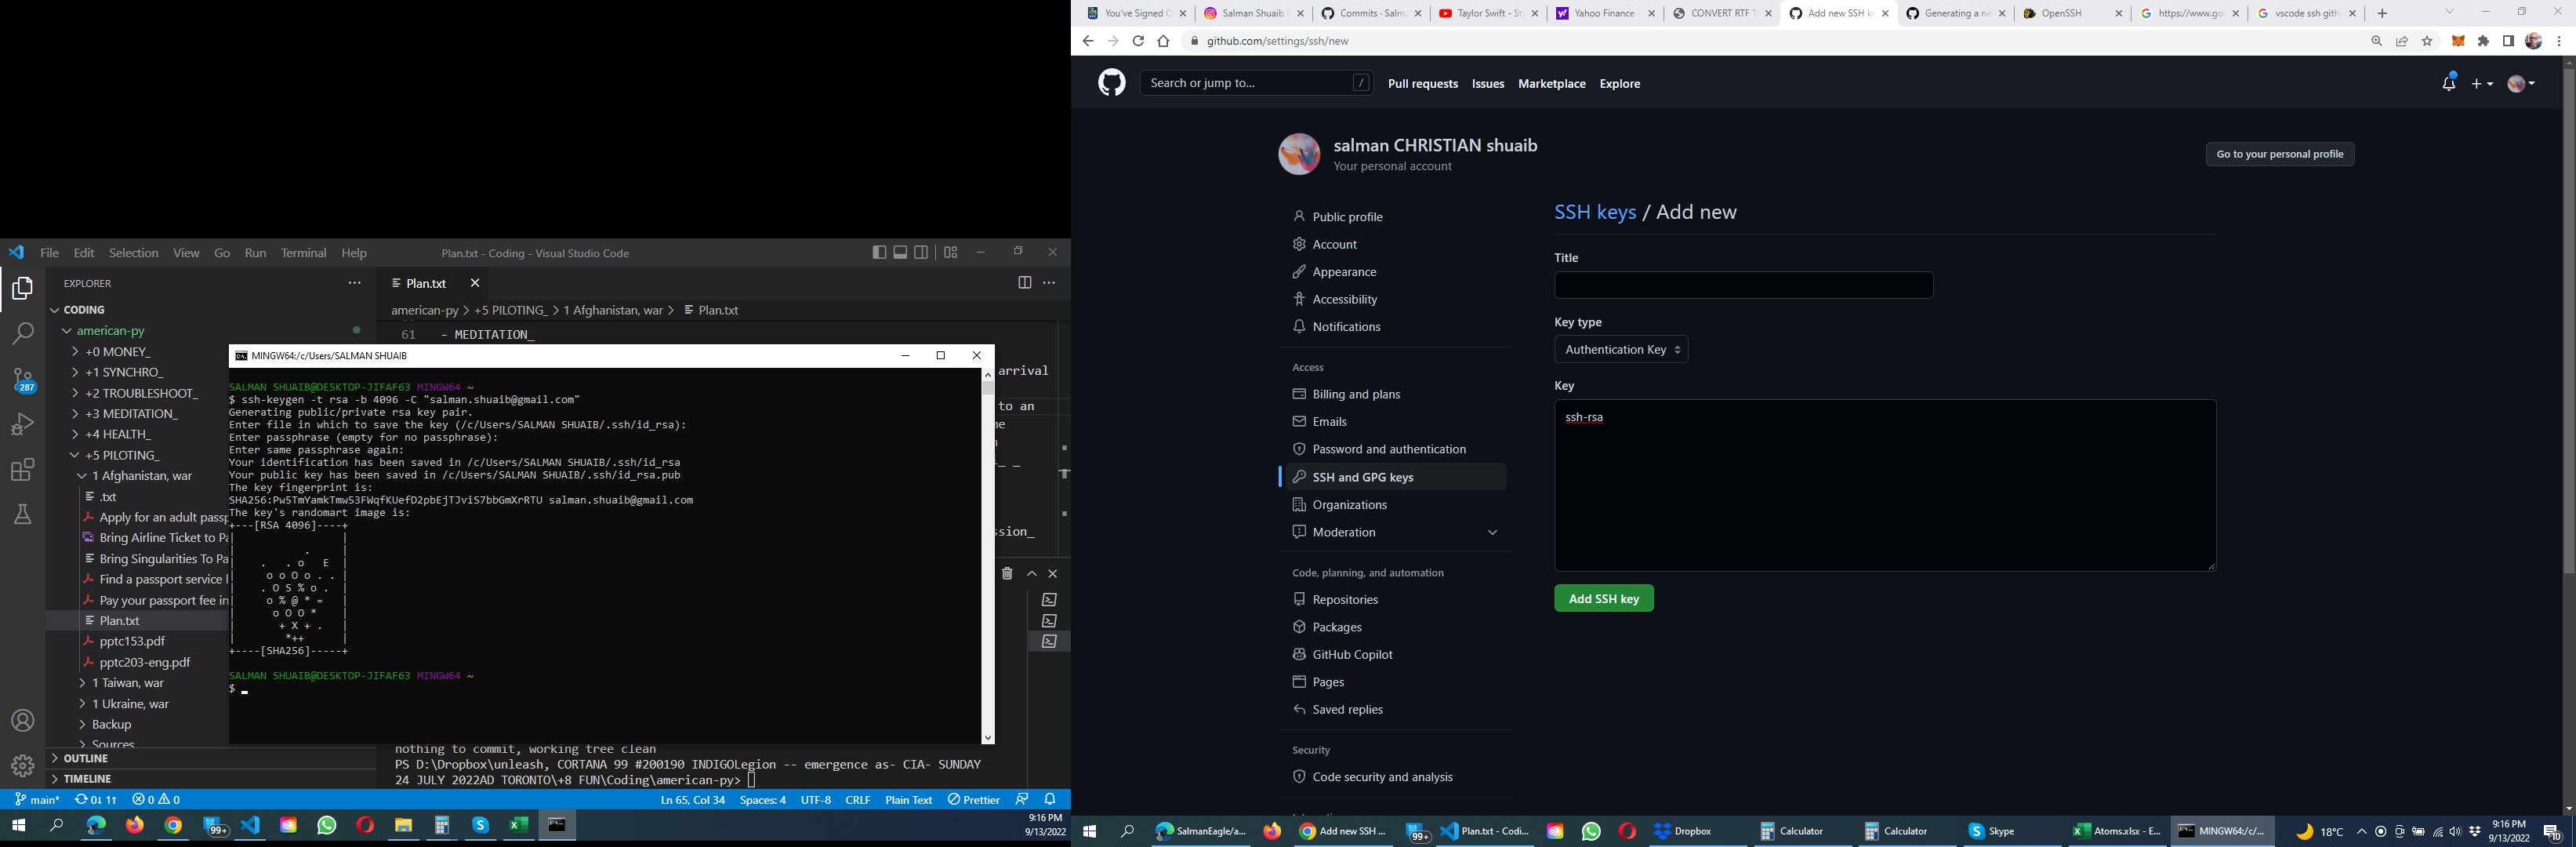 File Edit Selection View Go Run Terminal Help
Plan.txt - Coding - Visual Studio Code
EXPLORER
CODING
american-py
+0 MONEY_
+1 SYNCHRO_
+2 TROUBLESHOOT_
+3 MEDITATION_
+4 HEALTH_
+5 PILOTING_
1 Afghanistan, war
.txt
Apply for an adult passp
Bring Airline Ticket to Pa
Bring Singularities To Pa
Find a passport service l
Pay your passport fee in
Plan.txt
pptc153.pdf
pptc203-eng.pdf
1 Taiwan, war
1 Ukraine, war
Backup
Sources
OUTLINE
TIMELINE
287
Plan.txt
american-py > +5 PILOTING_ > 1 Afghanistan, war > Plan.txt
61 - MEDITATION_
arrival
to an
MINGW64:/c/Users/SALMAN SHUAIB
SALMAN SHUAIB@DESKTOP-JIFAF63 MINGW64 ~
$ ssh-keygen -t rsa -b 4096 -C "salman.shuaib@gmail.com"
Generating public/private rsa key pair.
Enter file in which to save the key (/c/Users/SALMAN SHUAIB/.ssh/id_rsa):
Enter passphrase (empty for no passphrase):
Enter same passphrase again:
Your identification has been saved in /c/Users/SALMAN SHUAIB/.ssh/id_rsa
Your public key has been saved in /c/Users/SALMAN SHUAIB/.ssh/id_rsa.pub
The key fingerprint is:
SHA256:Pw5TmYamkTmw53FWqfKUefD2pbEjTJviS7bbGmXrRTU salman.shuaib@gmail.com
The key's randomart image is:
+---[RSA 4096]----+
|                 |
|           .     |
|    .   . o   E  |
|     o o O o . . |
|    . O S % o .  |
|     o % @ * =   |
|      o O O *    |
|       + X + .   |
|        *++      |
+----[SHA256]-----+
SALMAN SHUAIB@DESKTOP-JIFAF63 MINGW64 ~
$
nothing to commit, working tree clean
PS D:\Dropbox\unleash, CORTANA 99 #200190 INDIGOLegion -- emergence as- CIA- SUNDAY
24 JULY 2022AD TORONTO\+8 FUN\Coding\american-py>
main* 0↓ 1↑ 0 0
Ln 65, Col 34 Spaces: 4 UTF-8 CRLF Plain Text Prettier
99+
9:16 PM
9/13/2022
You've Signed O
Salman Shuaib (
Commits · Salm
Taylor Swift - St
Yahoo Finance -
CONVERT RTF T
Add new SSH k
Generating a ne
OpenSSH
https://www.go
vscode ssh gith
github.com/settings/ssh/new
Search or jump to... /
Pull requests Issues Marketplace Explore
salman CHRISTIAN shuaib
Your personal account
Go to your personal profile
Public profile
Account
Appearance
Accessibility
Notifications
Access
Billing and plans
Emails
Password and authentication
SSH and GPG keys
Organizations
Moderation
Code, planning, and automation
Repositories
Packages
GitHub Copilot
Pages
Saved replies
Security
Code security and analysis
SSH keys / Add new
Title
Key type
Authentication Key
Key
ssh-rsa
Add SSH key
SalmanEagle/a...
Add new SSH ...
99+
Plan.txt - Codi...
Dropbox
Calculator
Calculator
Skype
Atoms.xlsx - E...
MINGW64:/c/...
18°C
9:16 PM
9/13/2022
10